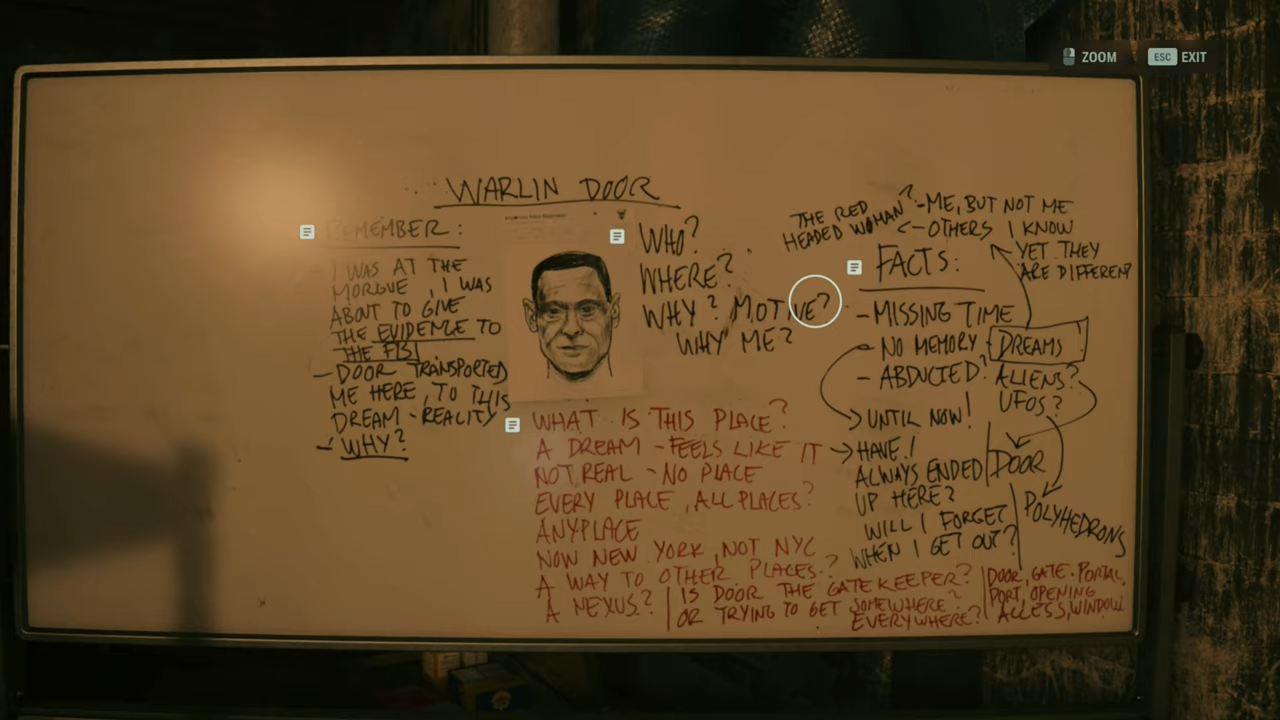 ZOOM
ESC EXIT
WARLIN DOOR
REMEMBER:
I WAS AT THE
MORGUE, I WAS
ABOUT TO GIVE
THE EVIDENCE TO
THE FBI
- DOOR TRANSPORTED
ME HERE, TO THIS
DREAM - REALITY
- WHY?
WHO?
WHERE?
WHY? MOTIVE?
WHY ME?
WHAT IS THIS PLACE?
A DREAM - FEELS LIKE IT
NOT REAL - NO PLACE
EVERY PLACE, ALL PLACES?
ANYPLACE
NOW NEW YORK, NOT NYC
A WAY TO OTHER PLACES?
A NEXUS?
IS DOOR THE GATEKEEPER?
OR TRYING TO GET SOMEWHERE?
EVERYWHERE?
THE RED
HEADED WOMAN?
- ME, BUT NOT ME
<- OTHERS I KNOW
YET THEY
ARE DIFFERENT
FACTS:
- MISSING TIME
- NO MEMORY - DREAMS
- ABDUCTED? ALIENS?
UFOS?
UNTIL NOW!
HAVE I
ALWAYS ENDED
UP HERE?
WILL I FORGET
WHEN I GET OUT?
DOOR
POLYHEDRONS
DOOR, GATE, PORTAL,
PORT, OPENING
ACCESS, WINDOW